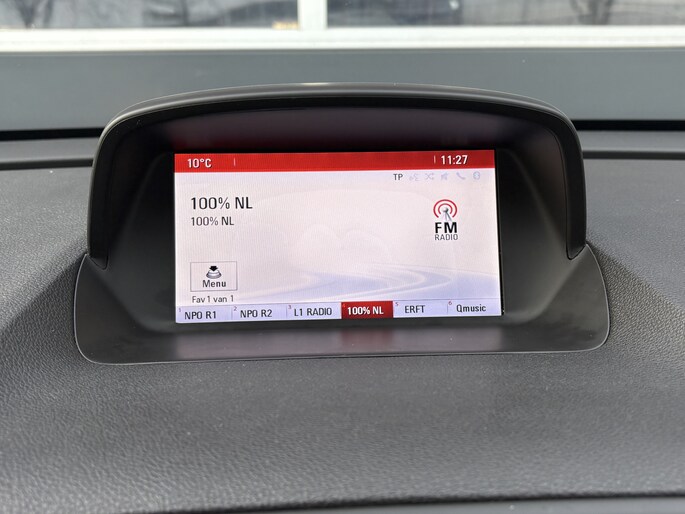 10°C 11:27
TP
100% NL
100% NL
FM
RADIO
Menu
Fav 1 van 1
1 NPO R1 2 NPO R2 3 L1 RADIO 4 100% NL 5 ERFT 6 Qmusic